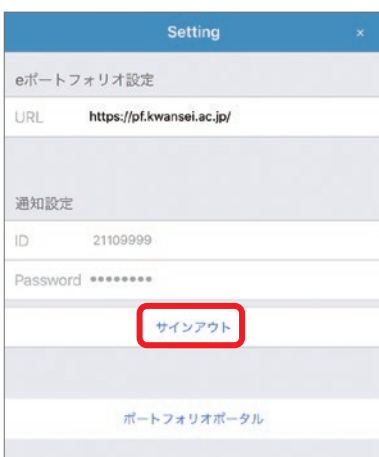 Setting ×
eポートフォリオ設定
URL https://pf.kwansei.ac.jp/
通知設定
ID 21109999
Password ••••••••
サインアウト
ポートフォリオポータル